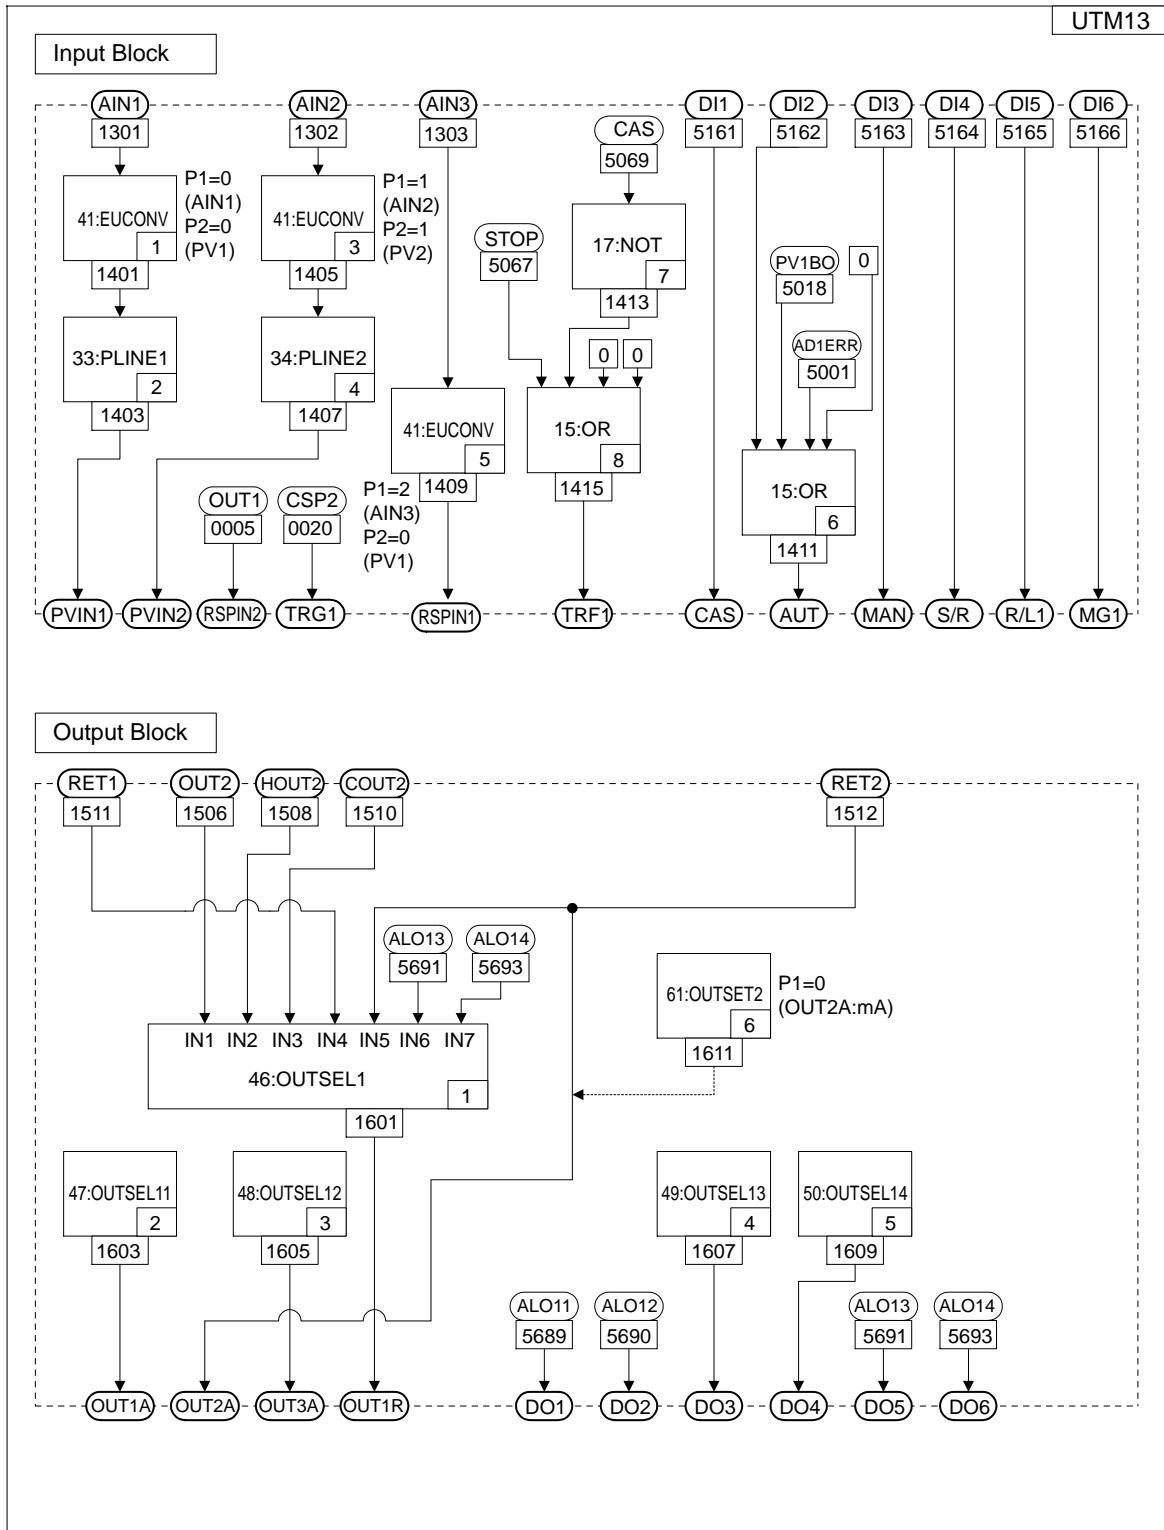 UTM13
Input Block
AIN1 AIN2 AIN3 DI1 DI2 DI3 DI4 DI5 DI6
1301 1302 1303 CAS 5161 5162 5163 5164 5165 5166
5069
P1=0
(AIN1)
P2=0
(PV1)
41:EUCONV
1
P1=1
(AIN2)
P2=1
(PV2)
41:EUCONV
3
STOP
5067
17:NOT
7
PV1BO
5018
0
1401 1405 1413
AD1ERR
5001
33:PLINE1
2
34:PLINE2
4
0 0
1403 1407
41:EUCONV
5
15:OR
8
15:OR
6
1409 1415 1411
P1=2
(AIN3)
P2=0
(PV1)
OUT1 CSP2
0005 0020
PVIN1 PVIN2 RSPIN2 TRG1 RSPIN1 TRF1 CAS AUT MAN S/R R/L1 MG1
Output Block
RET1 OUT2 HOUT2 COUT2 RET2
1511 1506 1508 1510 1512
ALO13 ALO14
5691 5693
61:OUTSET2
6
P1=0
(OUT2A:mA)
1611
IN1 IN2 IN3 IN4 IN5 IN6 IN7
46:OUTSEL1
1
1601
47:OUTSEL11
2
48:OUTSEL12
3
49:OUTSEL13
4
50:OUTSEL14
5
1603 1605 1607 1609
ALO11 ALO12 ALO13 ALO14
5689 5690 5691 5693
OUT1A OUT2A OUT3A OUT1R DO1 DO2 DO3 DO4 DO5 DO6